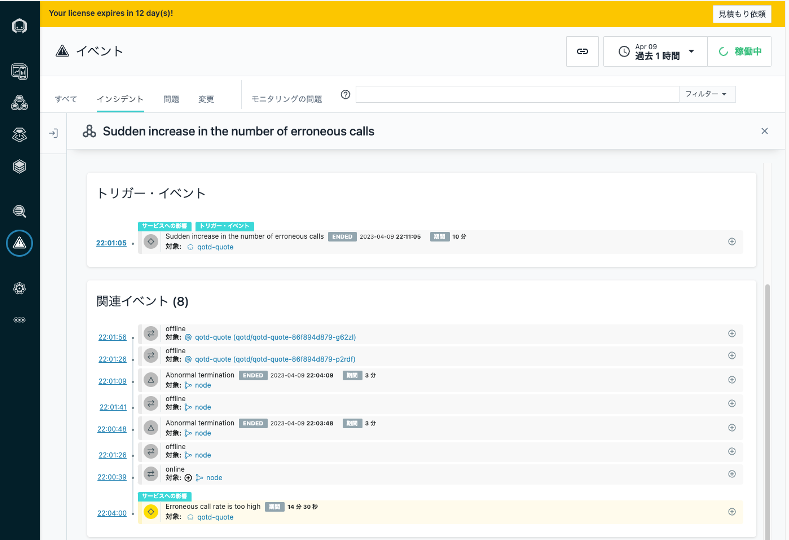 Your license expires in 12 day(s)!
見積もり依頼
イベント
Apr 09
過去 1 時間
稼働中
すべて
インシデント
問題
変更
モニタリングの問題
フィルター
Sudden increase in the number of erroneous calls
トリガー・イベント
サービスへの影響 トリガー・イベント
22:01:05
Sudden increase in the number of erroneous calls ENDED 2023-04-09 22:11:05 期間 10 分
対象: qotd-quote
関連イベント (8)
22:01:56
offline
対象: qotd-quote (qotd/qotd-quote-86f894d879-g62zl)
22:01:26
offline
対象: qotd-quote (qotd/qotd-quote-86f894d879-p2rdf)
22:01:09
Abnormal termination ENDED 2023-04-09 22:04:09 期間 3 分
対象: node
22:01:41
offline
対象: node
22:00:48
Abnormal termination ENDED 2023-04-09 22:03:48 期間 3 分
対象: node
22:01:26
offline
対象: node
22:00:39
online
対象: node
サービスへの影響
22:04:00
Erroneous call rate is too high 期間 14 分 30 秒
対象: qotd-quote